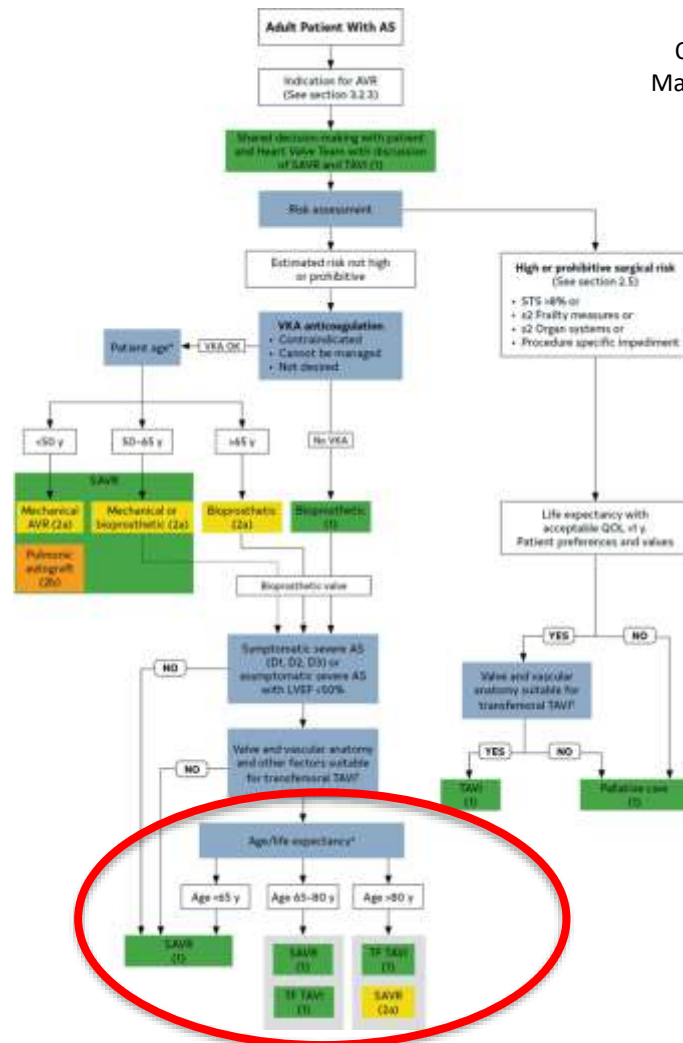 Adult Patient With AS
C
Ma
Indication for AVR
(See section 3.2.3)
Shared decision-making with patient
and Heart Valve Team with discussion
of SAVR and TAVI (1)
Risk assessment
Estimated risk not high
or prohibitive
High or prohibitive surgical risk
(See section 2.5)
• STS >8% or
• ≥2 Frailty measures or
• ≥2 Organ systems or
• Procedure specific impediment
VKA anticoagulation
• Contraindicated
• Cannot be managed
• Not desired
VKA OK
Patient age*
<50 y
50-65 y
>65 y
No VKA
SAVR
Mechanical
AVR (2a)
Mechanical or
bioprosthetic (2a)
Bioprosthetic
(2a)
Bioprosthetic
(1)
Pulmonic
autograft
(2b)
Bioprosthetic valve
Life expectancy with
acceptable QOL >1 y,
Patient preferences and values
YES
NO
NO
Symptomatic severe AS
(D1, D2, D3) or
asymptomatic severe AS
with LVEF <50%
Valve and vascular
anatomy suitable for
transfemoral TAVI†
NO
Valve and vascular anatomy
and other factors suitable
for transfemoral TAVI†
YES
NO
TAVI
(1)
Palliative care
(1)
Age/life expectancy*
Age <65 y
Age 65-80 y
Age >80 y
SAVR
(1)
SAVR
(1)
TF TAVI
(1)
TF TAVI
(1)
SAVR
(2a)